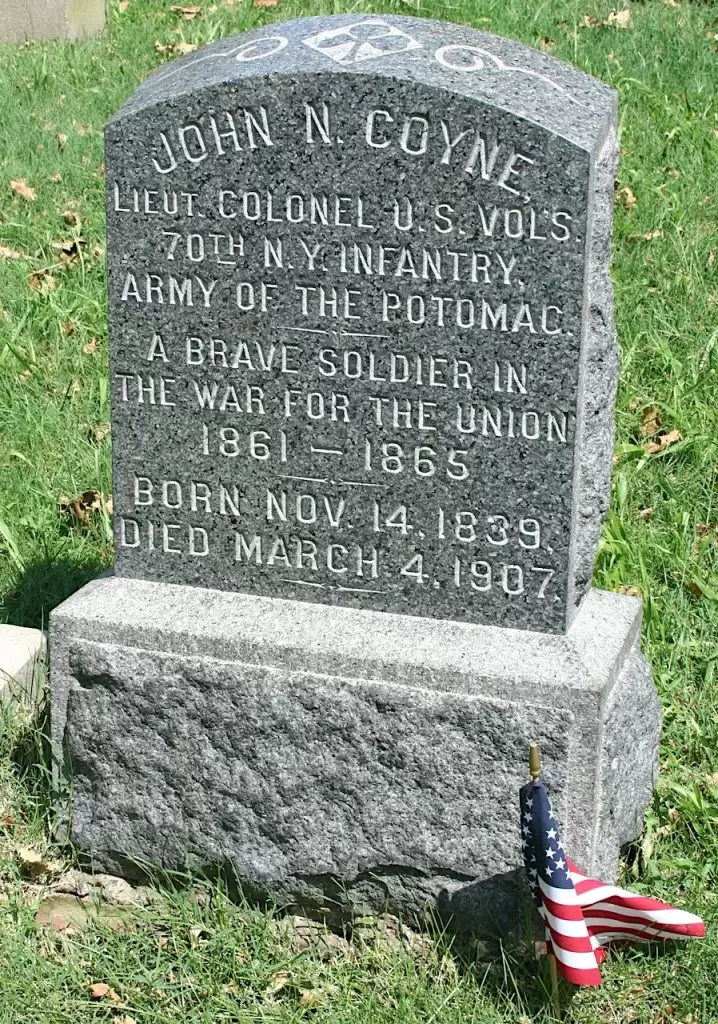 JOHN N. COYNE,
LIEUT. COLONEL U.S. VOL'S.
70TH N.Y. INFANTRY,
ARMY OF THE POTOMAC.
A BRAVE SOLDIER IN
THE WAR FOR THE UNION
1861 — 1865
BORN NOV. 14, 1839,
DIED MARCH 4, 1907.